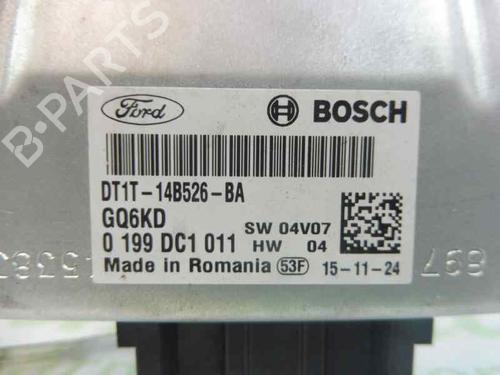 Ford BOSCH
DT1T-14B526-BA
GQ6KD SW 04V07
0 199 DC1 011 HW 04
Made in Romania 53F 15-11-24
B-Parts